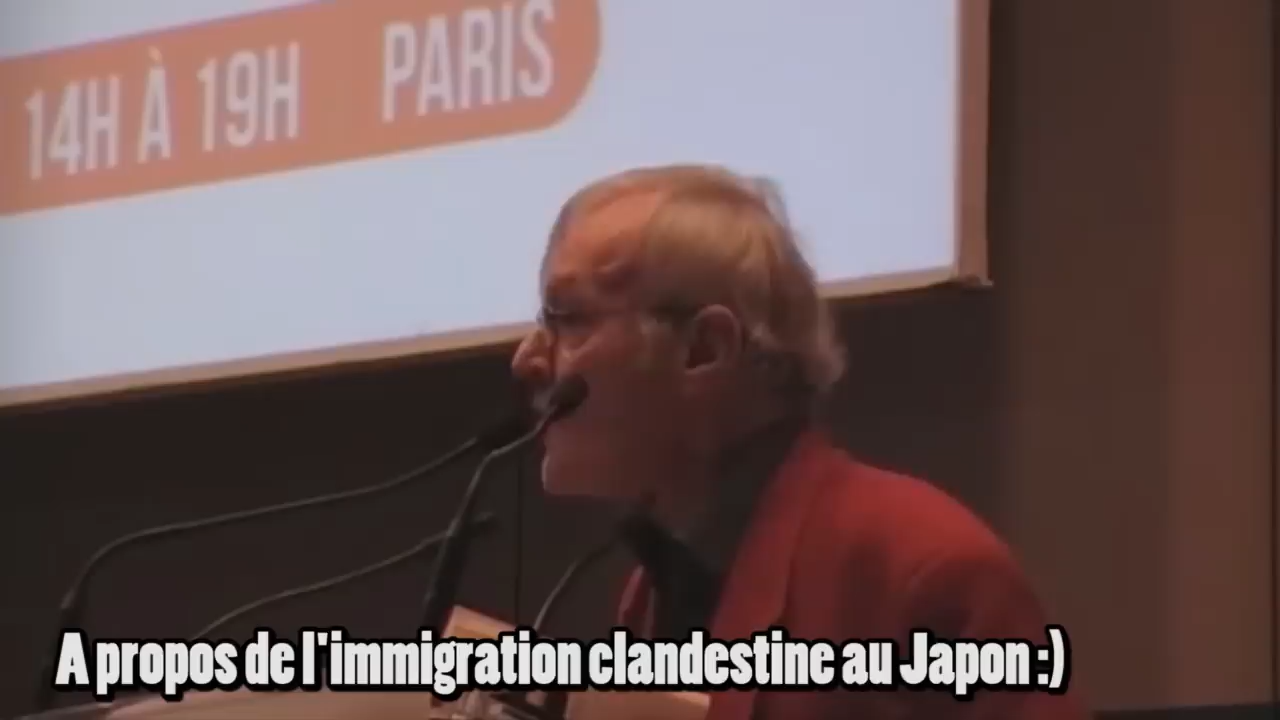 14H À 19H PARIS
A propos de l'immigration clandestine au Japon :)